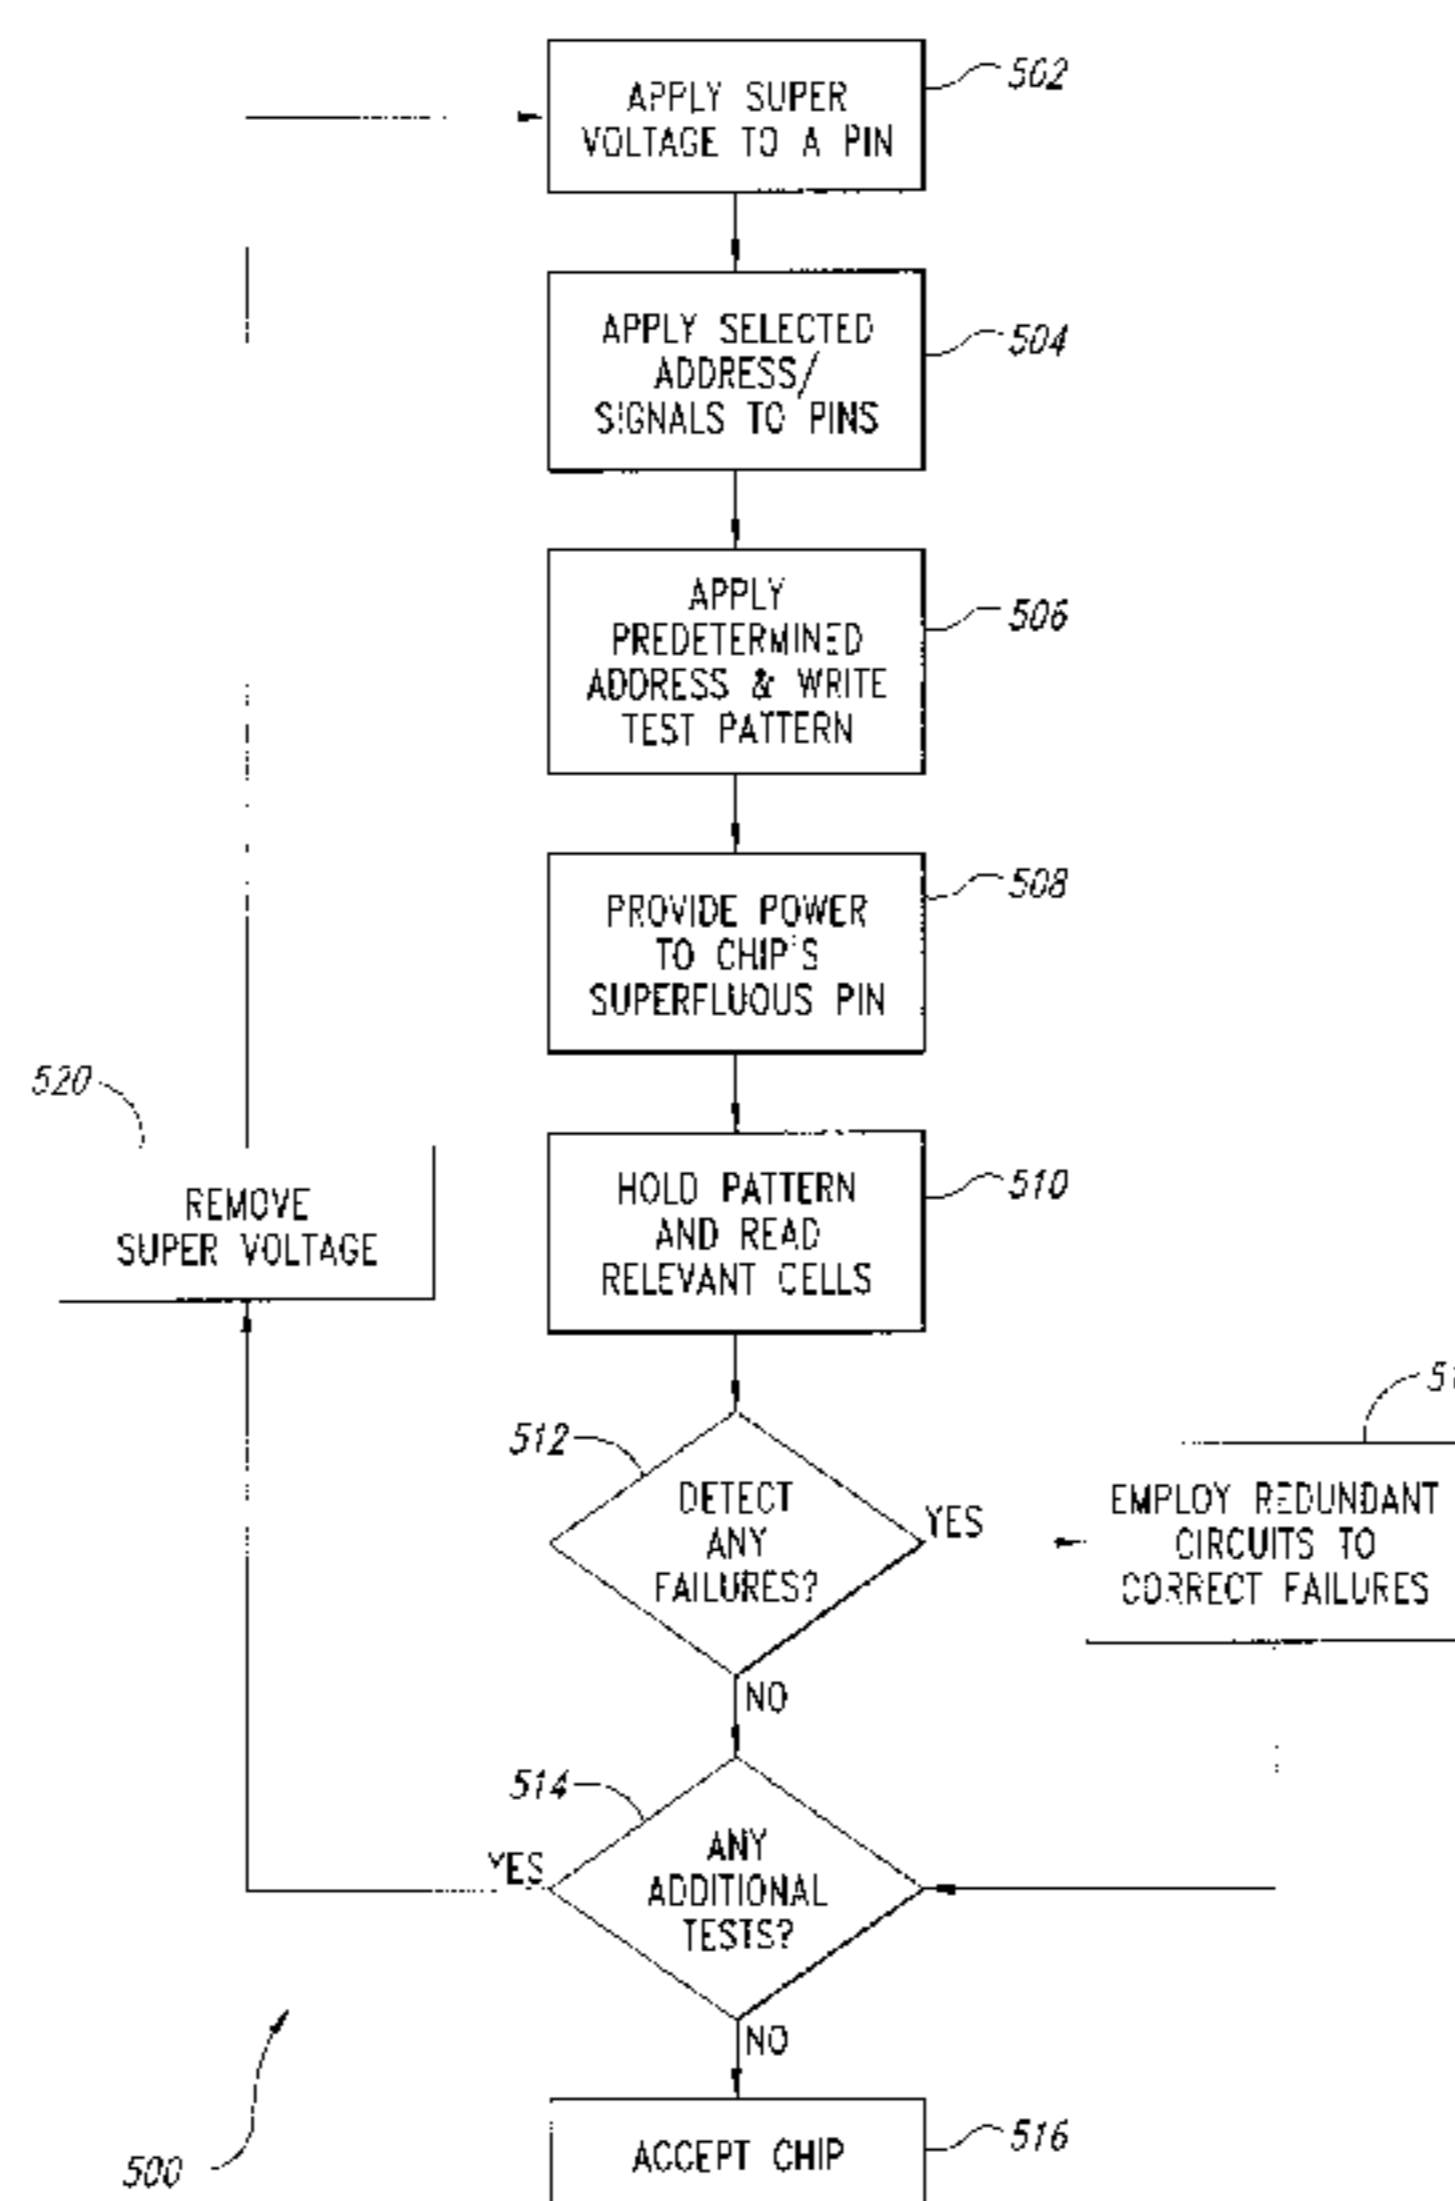 502
APPLY SUPER
VOLTAGE TO A PIN
504
APPLY SELECTED
ADDRESS/
SIGNALS TO PINS
506
APPLY
PREDETERMINED
ADDRESS & WRITE
TEST PATTERN
508
PROVIDE POWER
TO CHIP'S
SUPERFLUOUS PIN
520
REMOVE
SUPER VOLTAGE
510
HOLD PATTERN
AND READ
RELEVANT CELLS
512
DETECT
ANY
FAILURES?
YES
NO
EMPLOY REDUNDANT
CIRCUITS TO
CORRECT FAILURES
514
ANY
ADDITIONAL
TESTS?
YES
NO
516
ACCEPT CHIP
500